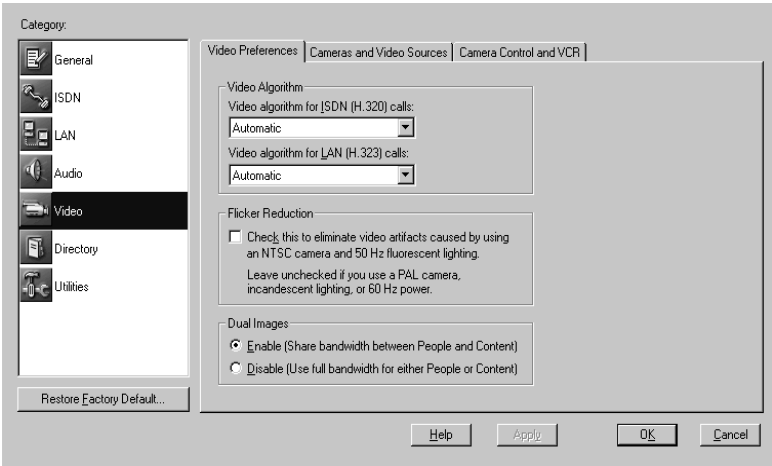 Category:
General
ISDN
LAN
Audio
Video
Directory
Utilities
Restore Factory Default...
Video Preferences
Cameras and Video Sources
Camera Control and VCR
Video Algorithm
Video algorithm for ISDN (H.320) calls:
Automatic
Video algorithm for LAN (H.323) calls:
Automatic
Flicker Reduction
Check this to eliminate video artifacts caused by using
an NTSC camera and 50 Hz fluorescent lighting.
Leave unchecked if you use a PAL camera,
incandescent lighting, or 60 Hz power.
Dual Images
Enable (Share bandwidth between People and Content)
Disable (Use full bandwidth for either People or Content)
Help
Apply
OK
Cancel